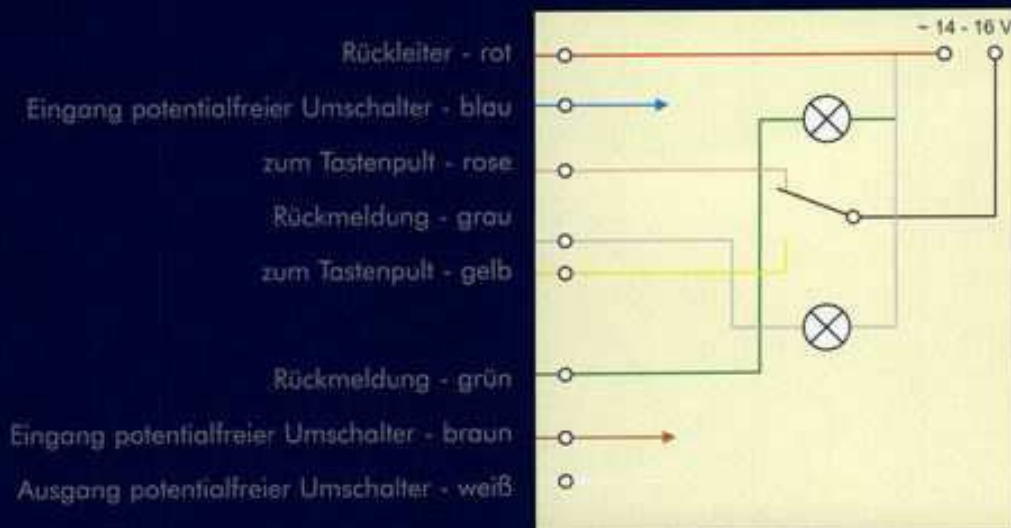 ~ 14 - 16 V
Rückleiter - rot
Eingang potentialfreier Umschalter - blau
zum Tastenpult - rose
Rückmeldung - grau
zum Tastenpult - gelb
Rückmeldung - grün
Eingang potentialfreier Umschalter - braun
Ausgang potentialfreier Umschalter - weiß